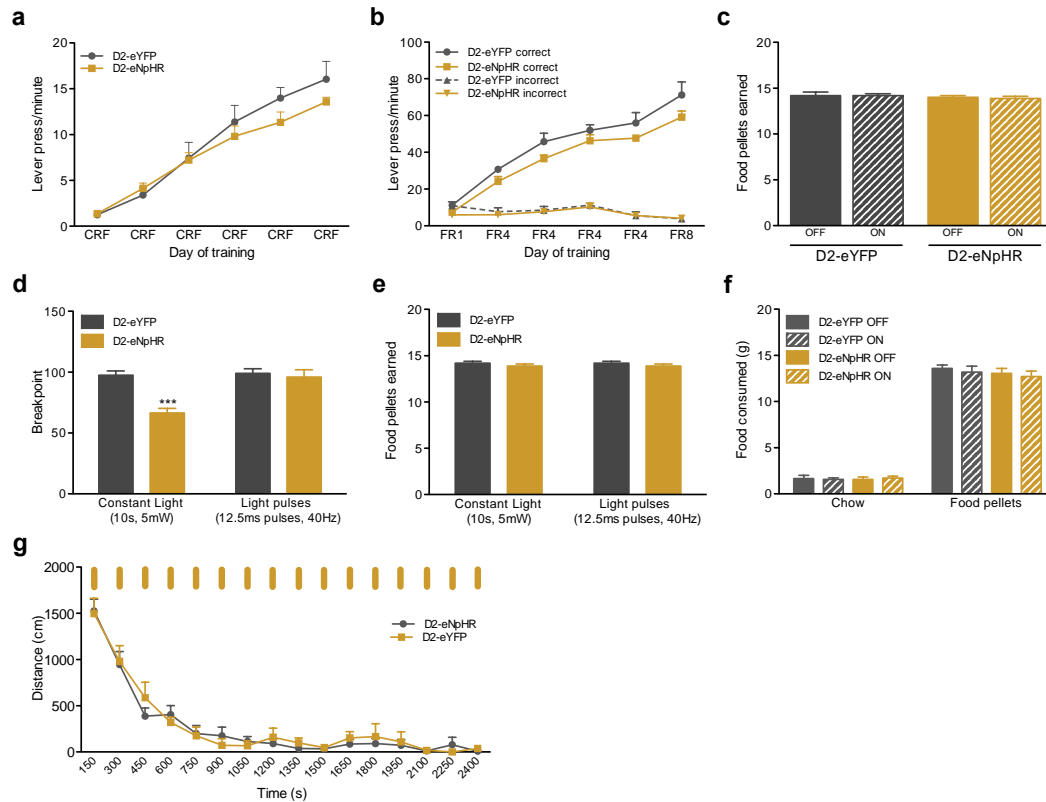 a
20
15
10
5
0
Lever press/minute
D2-eYFP
D2-eNpHR
CRF CRF CRF CRF CRF CRF
Day of training
b
100
80
60
40
20
0
Lever press/minute
D2-eYFP correct
D2-eNpHR correct
D2-eYFP incorrect
D2-eNpHR incorrect
FR1 FR4 FR4 FR4 FR4 FR8
Day of training
c
20
15
10
5
0
Food pellets earned
OFF ON OFF ON
D2-eYFP D2-eNpHR
d
150
100
50
0
Breakpoint
D2-eYFP
D2-eNpHR
***
Constant Light Light pulses
(10s, 5mW) (12.5ms pulses, 40Hz)
e
20
15
10
5
0
Food pellets earned
D2-eYFP
D2-eNpHR
Constant Light Light pulses
(10s, 5mW) (12.5ms pulses, 40Hz)
f
20
15
10
5
0
Food consumed (g)
D2-eYFP OFF
D2-eYFP ON
D2-eNpHR OFF
D2-eNpHR ON
Chow Food pellets
g
2000
1500
1000
500
0
Distance (cm)
D2-eNpHR
D2-eYFP
150 300 450 600 750 900 1050 1200 1350 1500 1650 1800 1950 2100 2250 2400
Time (s)